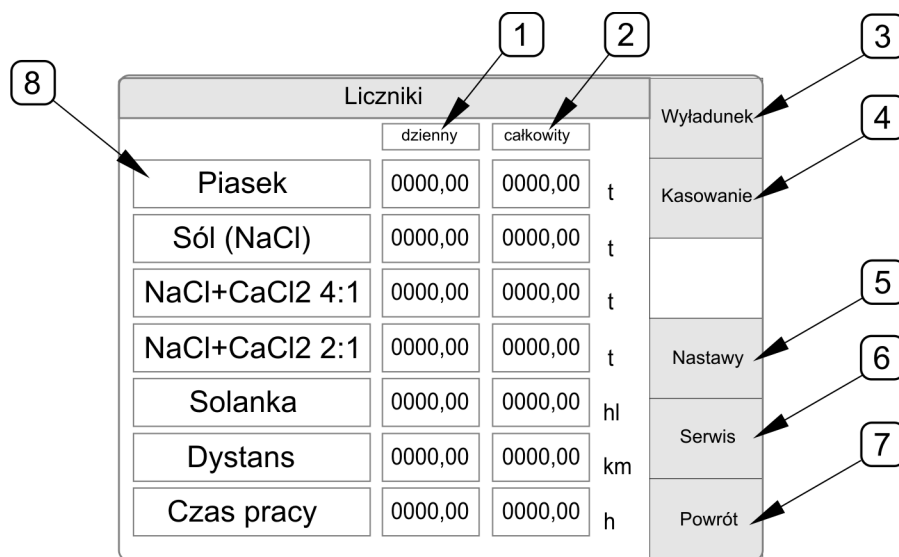 1 2 3
8 Liczniki Wyładunek 4
dzienny całkowity
Piasek 0000,00 0000,00 t Kasowanie
Sól (NaCl) 0000,00 0000,00 t
NaCl+CaCl2 4:1 0000,00 0000,00 t 5
NaCl+CaCl2 2:1 0000,00 0000,00 t Nastawy 6
Solanka 0000,00 0000,00 hl Serwis
Dystans 0000,00 0000,00 km 7
Czas pracy 0000,00 0000,00 h Powrót